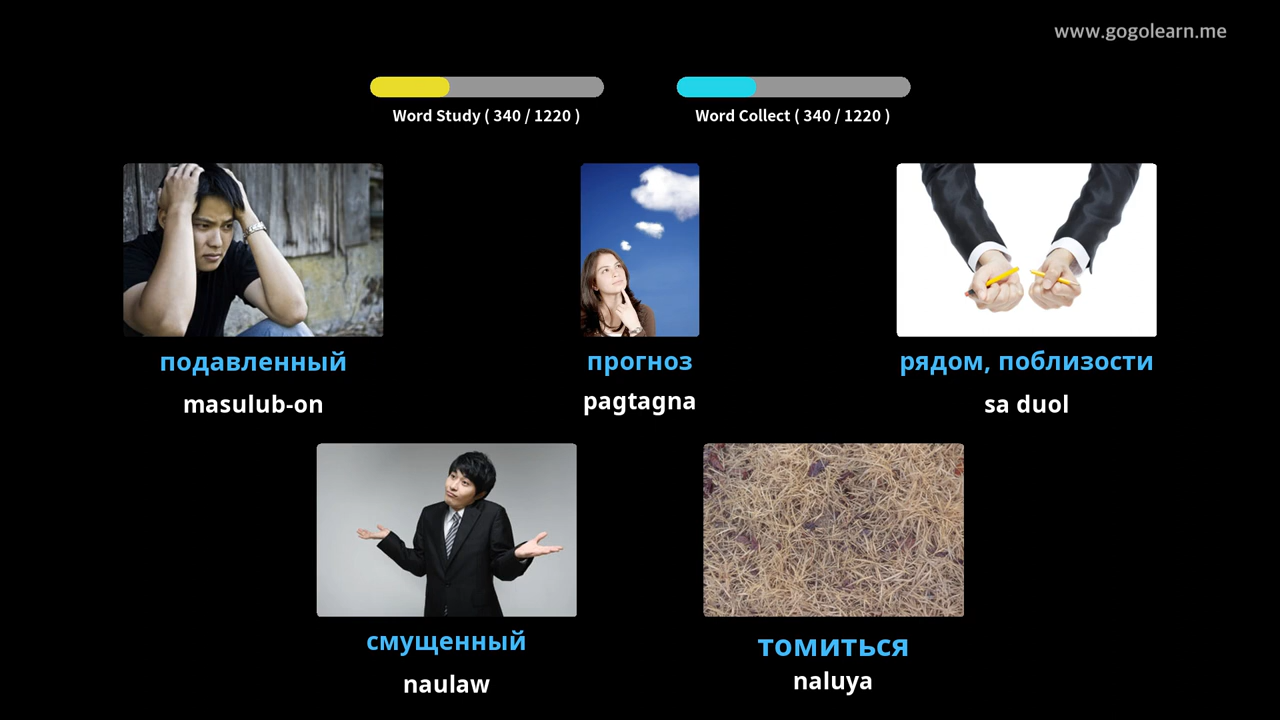 www.gogolearn.me
Word Study ( 340 / 1220 )
Word Collect ( 340 / 1220 )
подавленный
masulub-on
прогноз
pagtagna
рядом, поблизости
sa duol
смущенный
naulaw
томиться
naluya